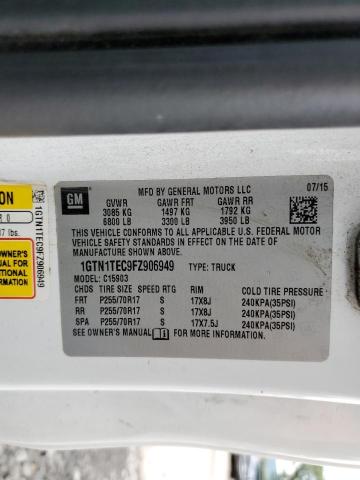 07/15
MFD BY GENERAL MOTORS LLC
GM
GVWR GAWR FRT GAWR RR
3085 KG 1497 KG 1792 KG
6800 LB 3300 LB 3950 LB
THIS VEHICLE CONFORMS TO ALL APPLICABLE U.S. FEDERAL MOTOR
VEHICLE SAFETY STANDARDS IN EFFECT ON THE DATE OF
MANUFACTURE SHOWN ABOVE.
1GTN1TEC9FZ906949 TYPE: TRUCK
MODEL: C15903
CHDS TIRE SIZE SPEED RTG RIM COLD TIRE PRESSURE
FRT P255/70R17 S 17X8J 240KPA(35PSI)
RR P255/70R17 S 17X8J 240KPA(35PSI)
SPA P255/70R17 S 17X7.5J 240KPA(35PSI)
SEE OWNER'S MANUAL FOR MORE INFORMATION.
ION
R 0
lbs.
OWNER'S
MANUAL FOR
ADDITIONAL
1GTN1TEC9FZ906949